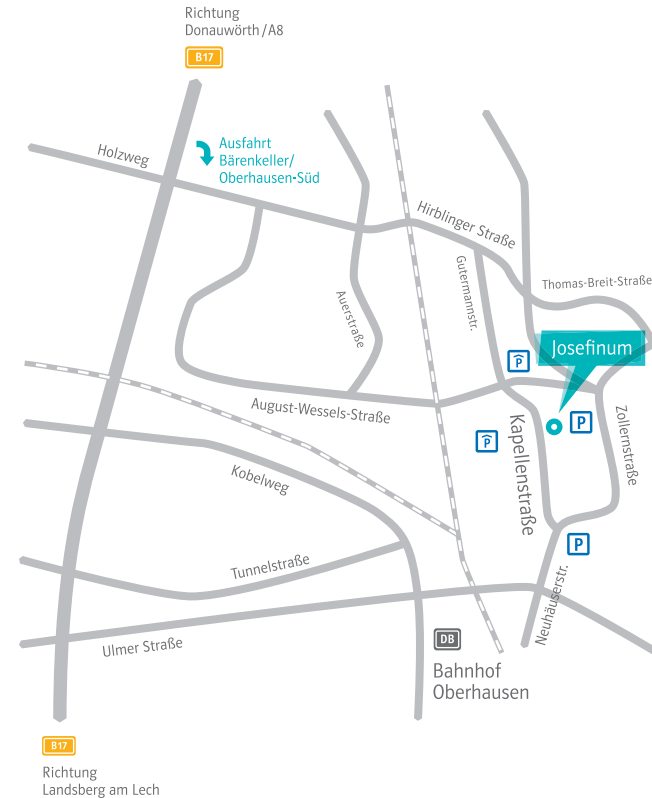 Richtung
Donauwörth/A8
B17
Ausfahrt
Bärenkeller/
Oberhausen-Süd
Holzweg
Hirblinger Straße
Gutermannstr.
Thomas-Breit-Straße
Auerstraße
Josefinum
P
August-Wessels-Straße
P
P
Kapellenstraße
Zollernstraße
Kobelweg
P
Tunnelstraße
Neuhäuserstr.
Ulmer Straße
DB
Bahnhof
Oberhausen
B17
Richtung
Landsberg am Lech